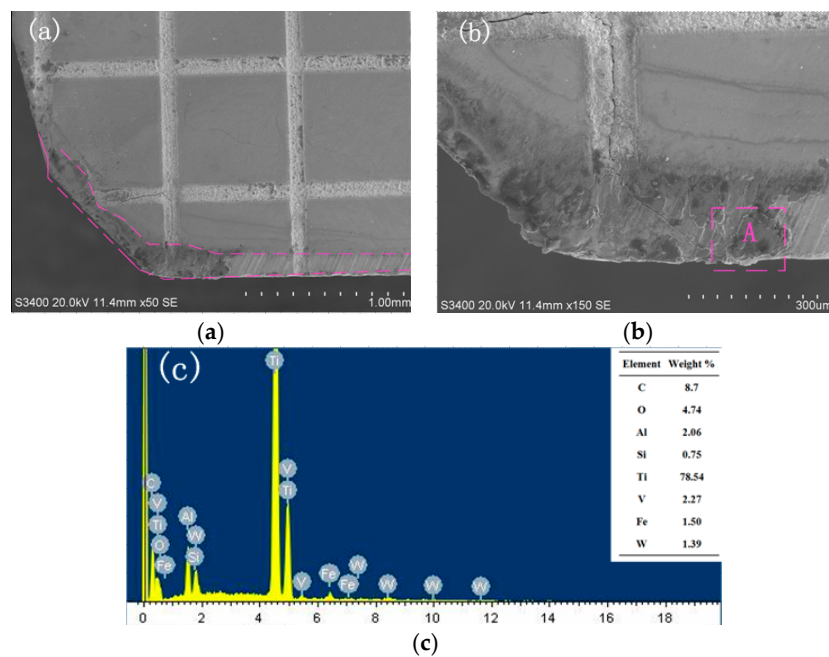 (a)
S3400 20.0kV 11.4mm x50 SE 1.00mm
(a)
(b)
A
S3400 20.0kV 11.4mm x150 SE 300um
(b)
(c)
Ti
V
Ti
C
V
Ti
O
Fe
Al
W
Si
V
Fe
Fe
W
W
W
W
0 2 4 6 8 10 12 14 16 18
Element Weight %
C 8.7
O 4.74
Al 2.06
Si 0.75
Ti 78.54
V 2.27
Fe 1.50
W 1.39
(c)